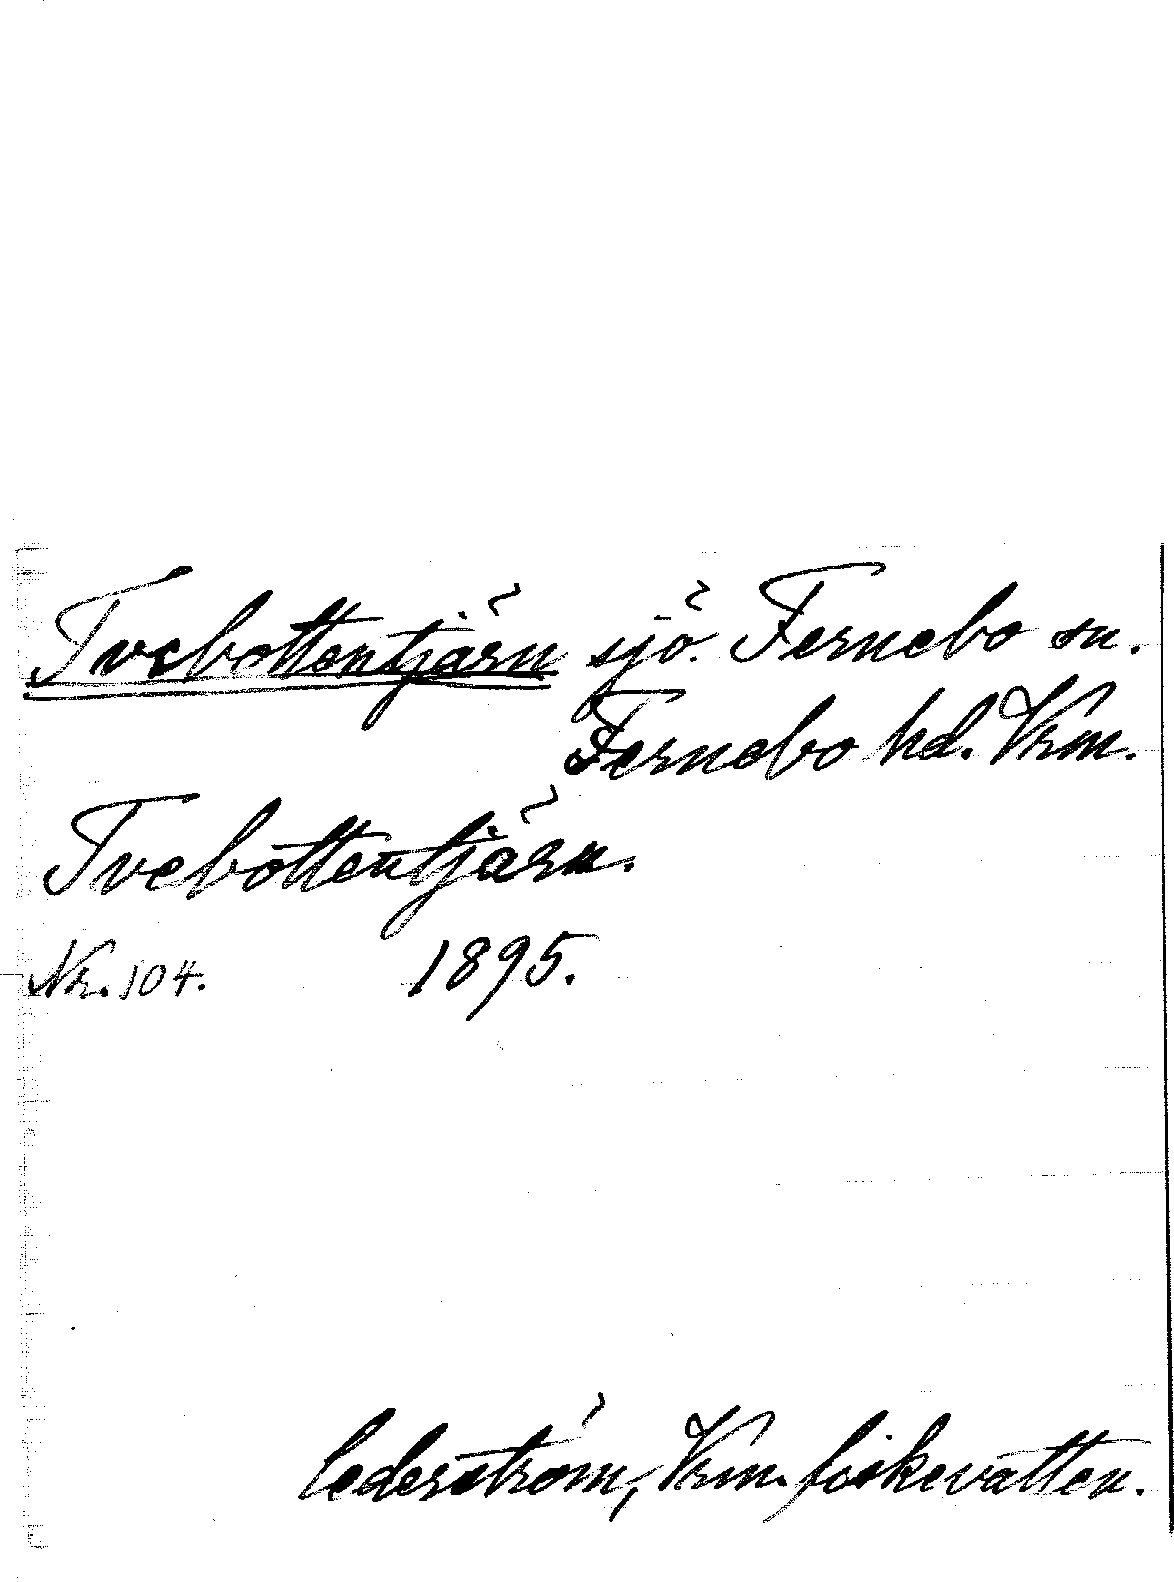 Tvebottentjärn sjö. Fernebo sn.
Fernebo hd. Vrm.
Tvebottentjärn.
Nr. 104. 1895.
Cederström, Vrm. fiskevatten.